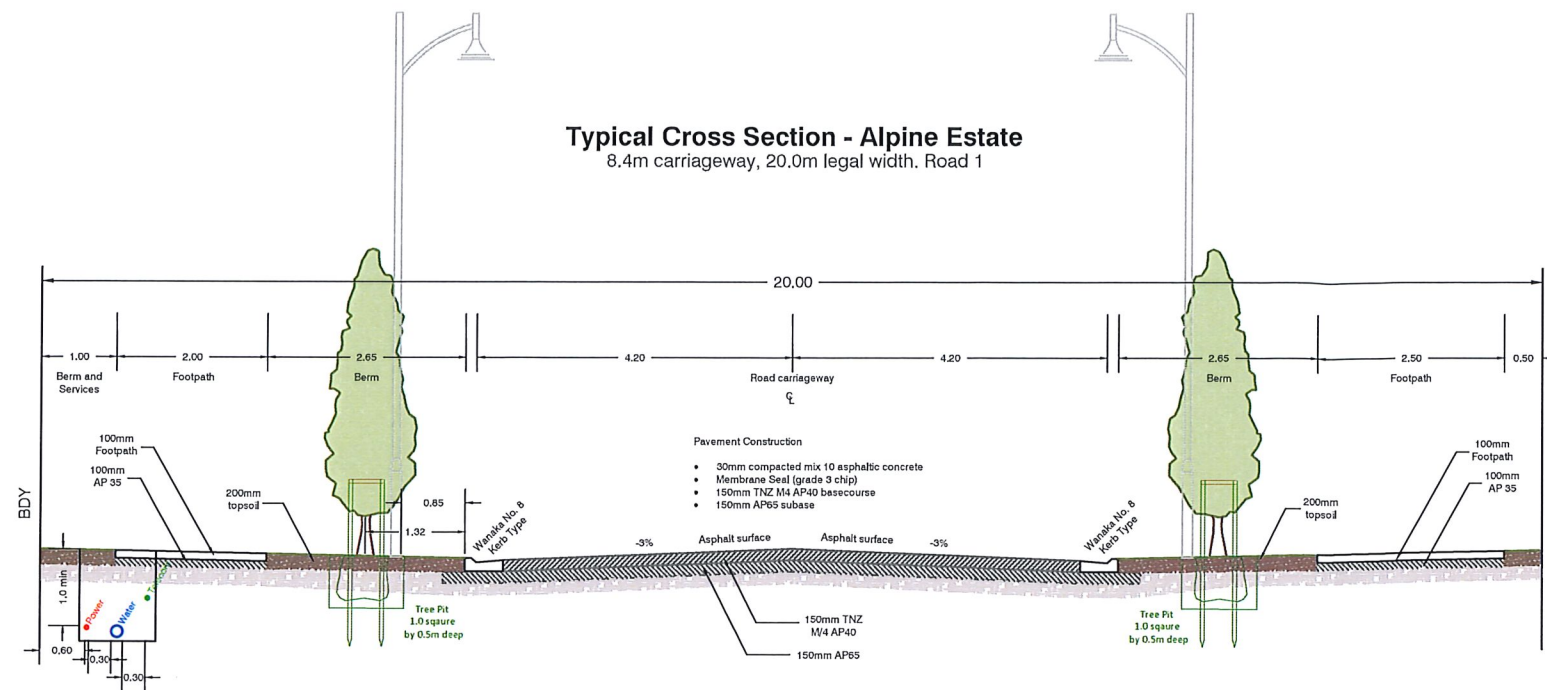 Typical Cross Section - Alpine Estate
8.4m carriageway, 20.0m legal width. Road 1
20.00
1.00
2.00
2.65
4.20
4.20
2.65
2.50
0.50
Berm and
Services
Footpath
Berm
Road carriageway
Berm
Footpath
℄
BDY
100mm
Footpath
100mm
AP 35
200mm
topsoil
0.85
1.32
Wanaka No. 8
Kerb Type
Pavement Construction
• 30mm compacted mix 10 asphaltic concrete
• Membrane Seal (grade 3 chip)
• 150mm TNZ M4 AP40 basecourse
• 150mm AP65 subase
-3%
Asphalt surface
Asphalt surface
-3%
Wanaka No. 8
Kerb Type
200mm
topsoil
100mm
Footpath
100mm
AP 35
1.0 min
Power
Water
0.60
0.30
0.30
Tree Pit
1.0 sqaure
by 0.5m deep
150mm TNZ
M/4 AP40
150mm AP65
Tree Pit
1.0 sqaure
by 0.5m deep